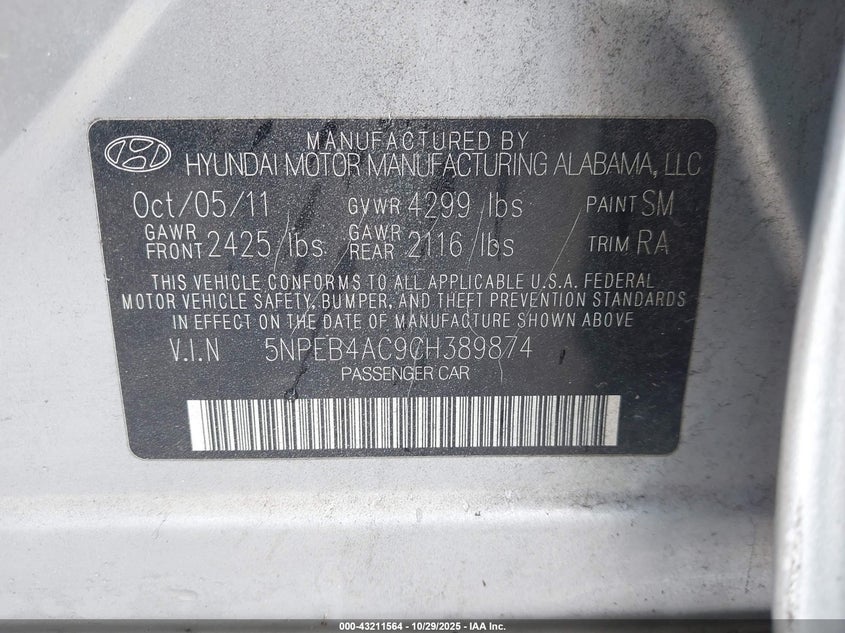 MANUFACTURED BY
HYUNDAI MOTOR MANUFACTURING ALABAMA, LLC
Oct/05/11 GVWR 4299 lbs PAINT SM
GAWR FRONT 2425 lbs GAWR REAR 2116 lbs TRIM RA
THIS VEHICLE CONFORMS TO ALL APPLICABLE U.S.A. FEDERAL
MOTOR VEHICLE SAFETY, BUMPER, AND THEFT PREVENTION STANDARDS
IN EFFECT ON THE DATE OF MANUFACTURE SHOWN ABOVE
V.I.N 5NPEB4AC9CH389874
PASSENGER CAR
000-43211564 | 10/29/2025 | IAA Inc.